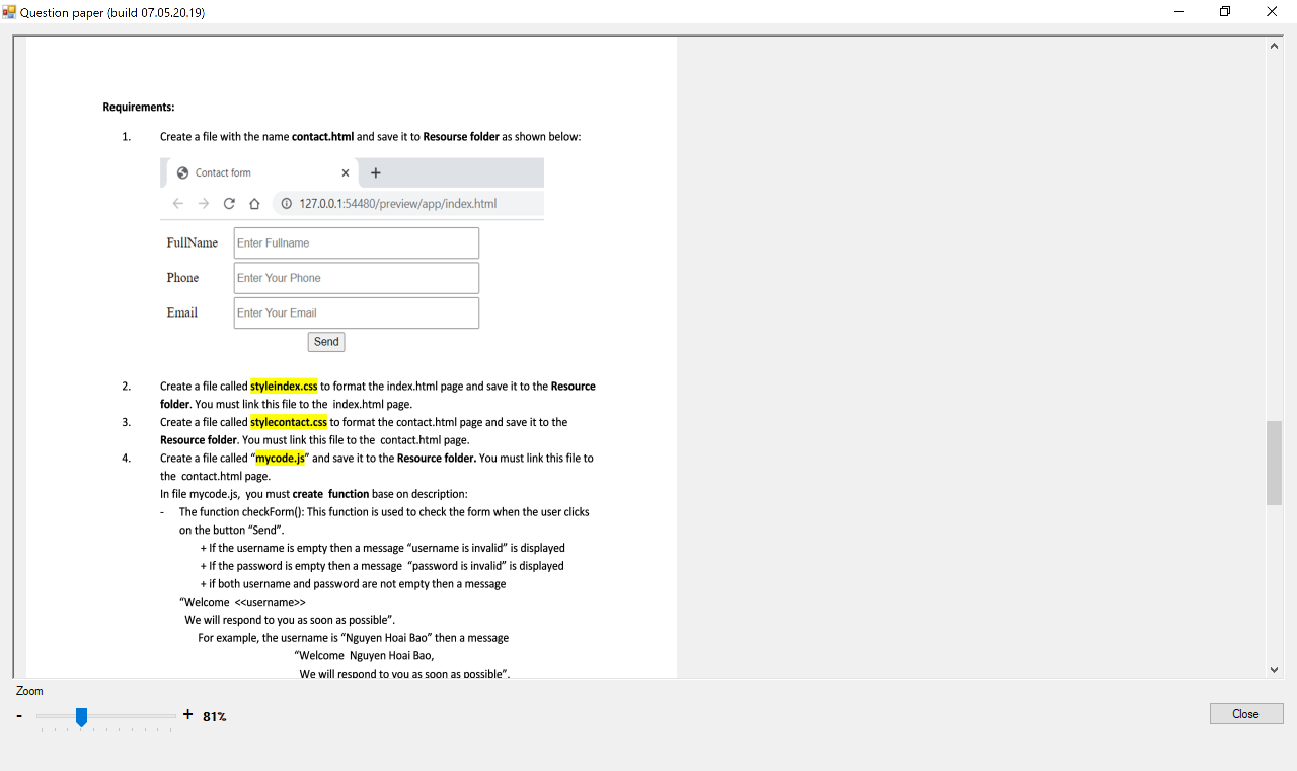 Question paper (build 07.05.20.19)
Requirements:
1. Create a file with the name contact.html and save it to Resourse folder as shown below:
Contact form
127.0.0.1:54480/preview/app/index.html
FullName Enter Fullname
Phone Enter Your Phone
Email Enter Your Email
Send
2. Create a file called styleindex.css to format the index.html page and save it to the Resource
folder. You must link this file to the index.html page.
3. Create a file called stylecontact.css to format the contact.html page and save it to the
Resource folder. You must link this file to the contact.html page.
4. Create a file called “mycode.js” and save it to the Resource folder. You must link this file to
the contact.html page.
In file mycode.js, you must create function base on description:
- The function checkForm(): This function is used to check the form when the user clicks
on the button “Send”.
+ If the username is empty then a message “username is invalid” is displayed
+ If the password is empty then a message “password is invalid” is displayed
+ if both username and password are not empty then a message
“Welcome <<username>>
We will respond to you as soon as possible”.
For example, the username is “Nguyen Hoai Bao” then a message
“Welcome Nguyen Hoai Bao,
We will respond to you as soon as possible”.
Zoom
- + 81%
Close